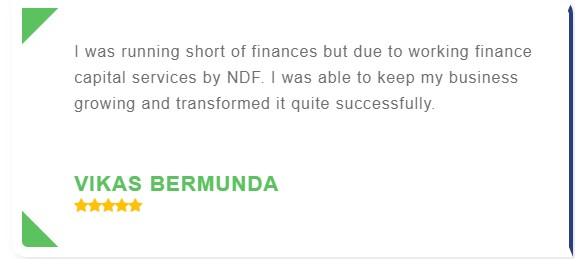 I was running short of finances but due to working finance
capital services by NDF. I was able to keep my business
growing and transformed it quite successfully.
VIKAS BERMUNDA